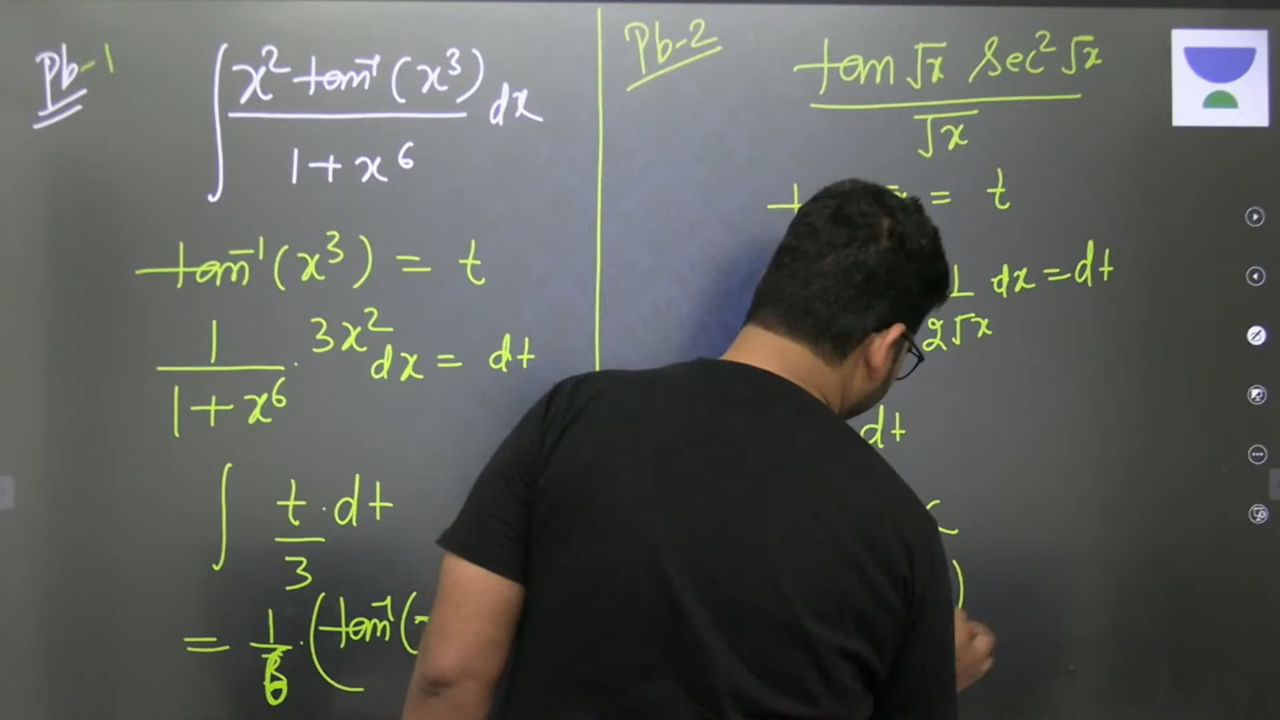 Pb-1
∫ x² tan⁻¹(x³) / 1+x⁶ dx
tan⁻¹(x³) = t
1 / 1+x⁶ · 3x² dx = dt
∫ t/3 · dt
= 1/6 · (tan⁻¹(
Pb-2
tan √x sec² √x / √x
= t
1 / 2√x dx = dt
dt
)